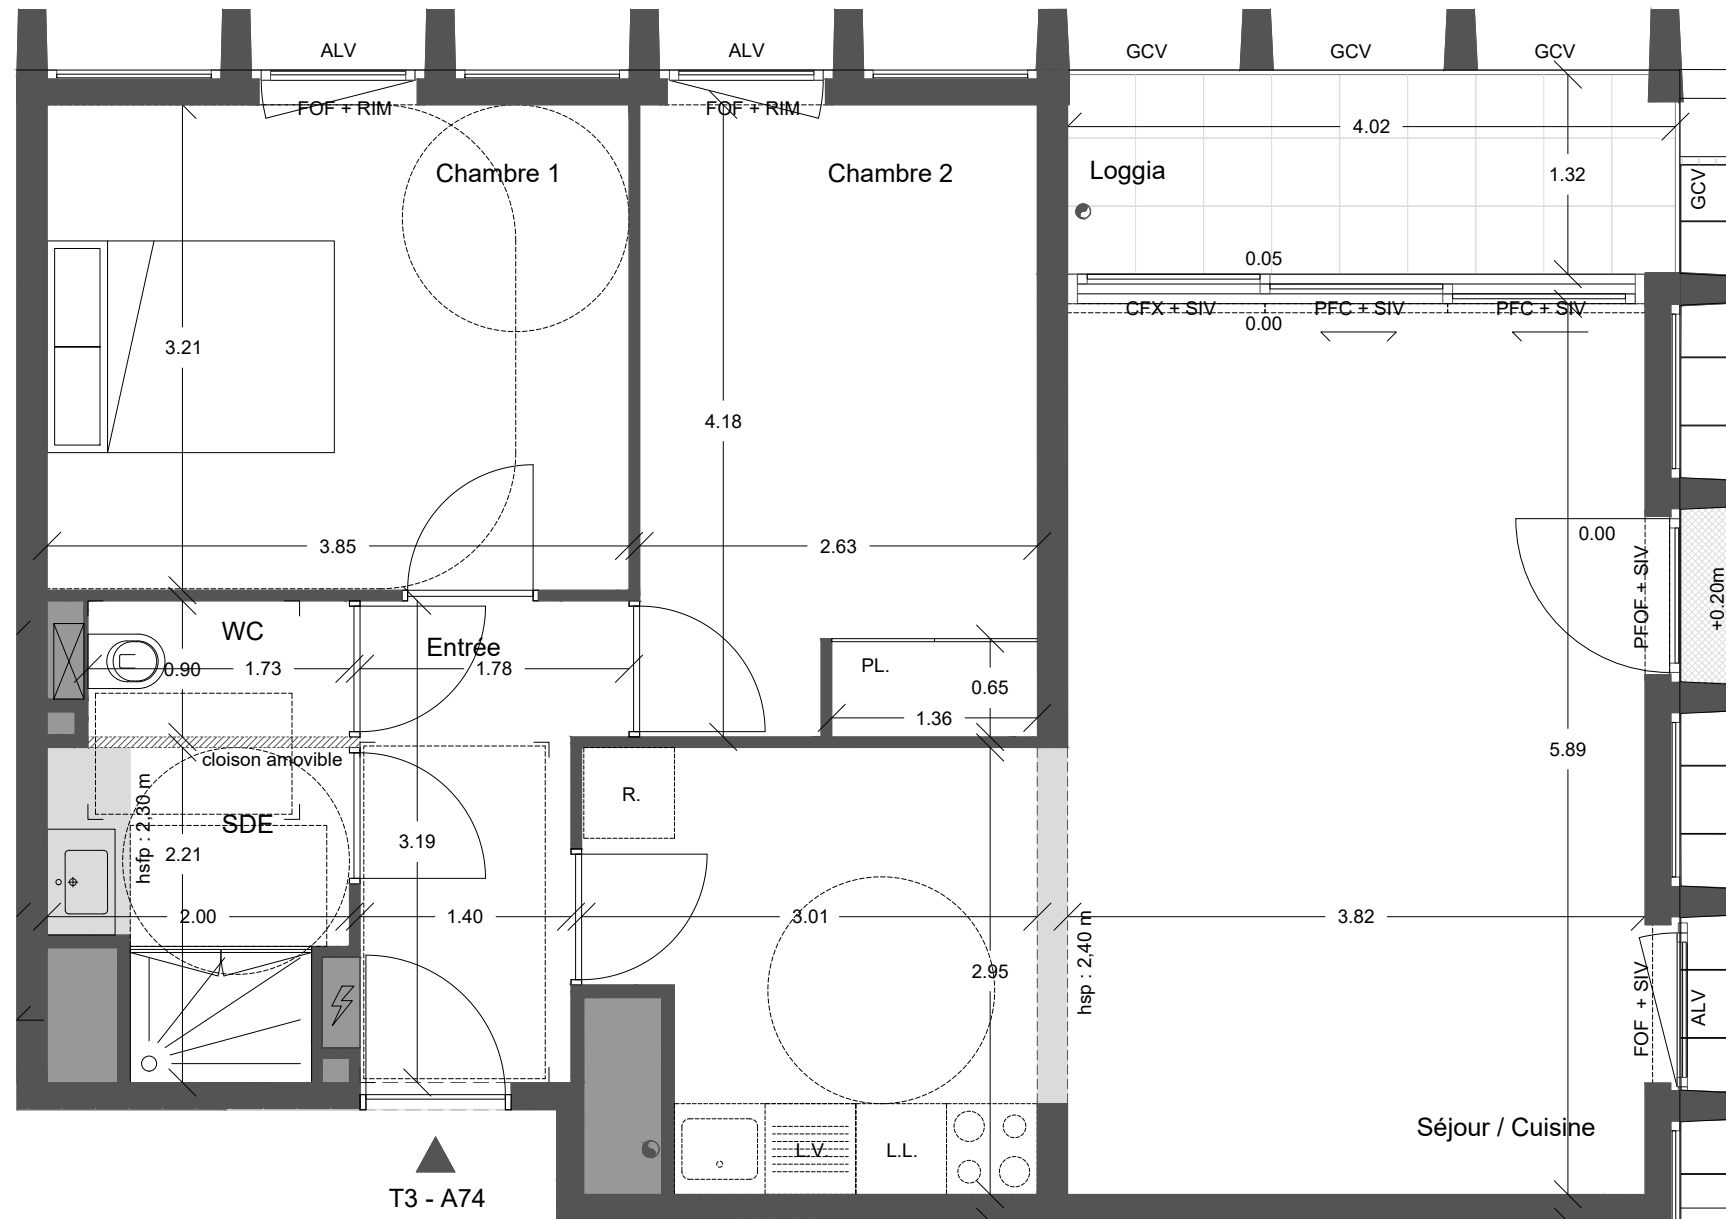 ALV
ALV
GCV
GCV
GCV
FOF + RIM
FOF + RIM
4.02
Chambre 1
Chambre 2
Loggia
1.32
GCV
0.05
CFX + SIV
PFC + SIV
PFC + SIV
0.00
3.21
4.18
3.85
2.63
0.00
PFOF + SIV
+0.20m
WC
Entrée
0.90
1.73
1.78
PL.
0.65
1.36
cloison amovible
5.89
R.
hsfp : 2,30 m
SDE
2.21
3.19
2.00
1.40
3.01
3.82
hsp : 2,40 m
2.95
FOF + SIV
ALV
L.V.
L.L.
Séjour / Cuisine
T3 - A74